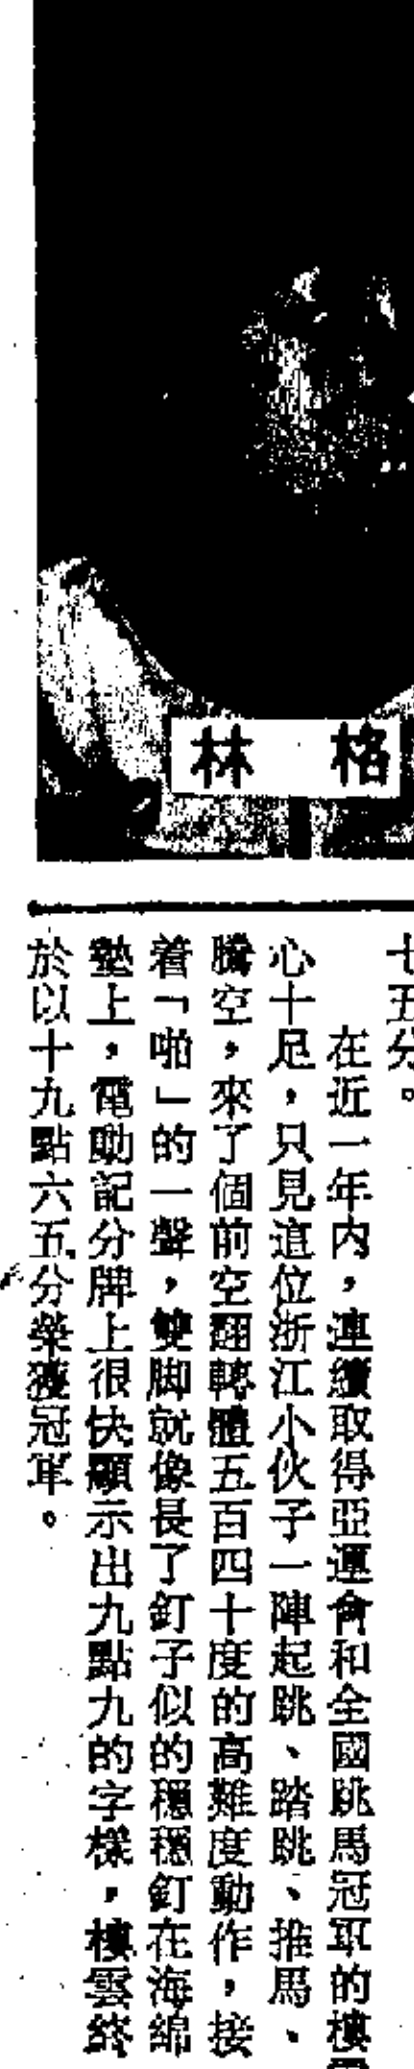 林 格
七五分。
在近一年内，連續取得亞運會和全國跳馬冠軍的樓
心十足，只見這位浙江小伙子一陣起跳、踏跳、推馬、
騰空，來了個前空翻轉體五百四十度的高難度動作，接
着「啪」的一聲，雙脚就像長了釘子似的穩穩釘在海綿
墊上，電動記分牌上很快顯示出九點九的字樣，樓雲終
於以十九點六五分榮獲冠軍。